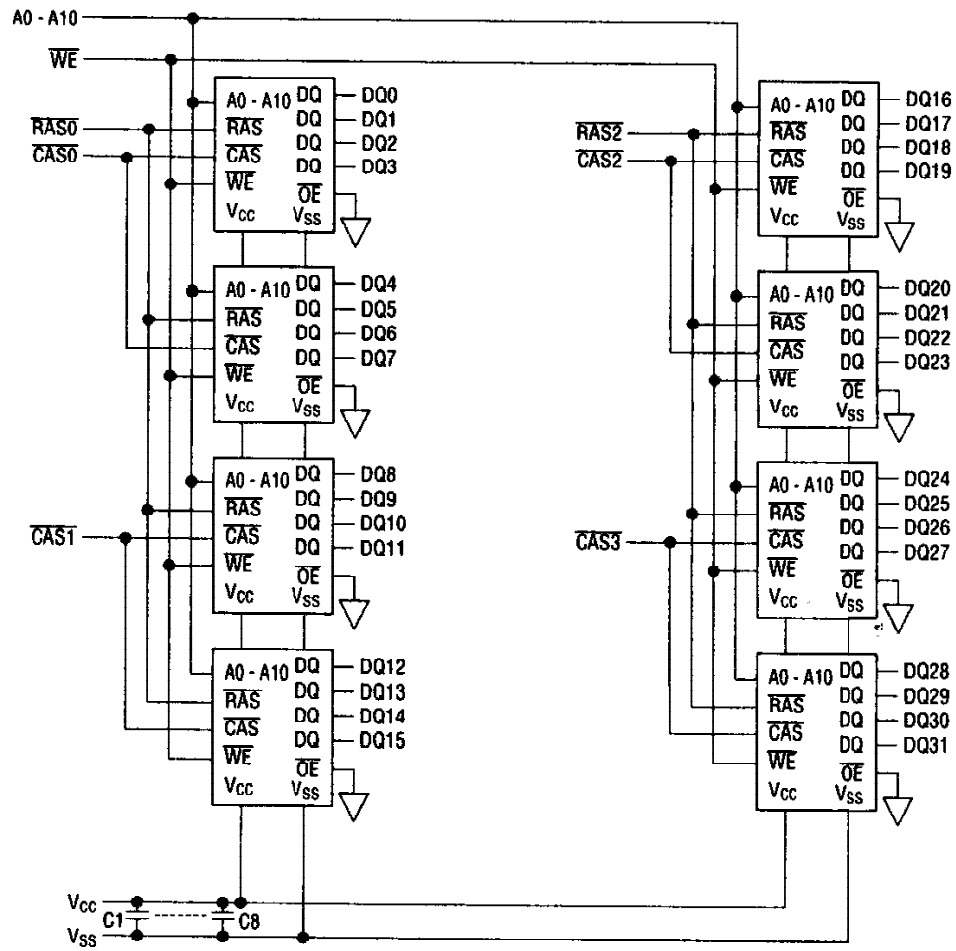 A0 - A10
WE
A0 - A10 DQ DQ0
RAS0 RAS DQ DQ1
CAS0 CAS DQ DQ2
DQ DQ3
WE OE
VCC VSS
A0 - A10 DQ DQ4
RAS DQ DQ5
CAS DQ DQ6
DQ DQ7
WE OE
VCC VSS
A0 - A10 DQ DQ8
RAS DQ DQ9
CAS1 CAS DQ DQ10
DQ DQ11
WE OE
VCC VSS
A0 - A10 DQ DQ12
RAS DQ DQ13
CAS DQ DQ14
DQ DQ15
WE OE
VCC VSS
A0 - A10 DQ DQ16
RAS2 RAS DQ DQ17
CAS2 CAS DQ DQ18
DQ DQ19
WE OE
VCC VSS
A0 - A10 DQ DQ20
RAS DQ DQ21
CAS DQ DQ22
DQ DQ23
WE OE
VCC VSS
A0 - A10 DQ DQ24
RAS DQ DQ25
CAS3 CAS DQ DQ26
DQ DQ27
WE OE
VCC VSS
A0 - A10 DQ DQ28
RAS DQ DQ29
CAS DQ DQ30
DQ DQ31
WE OE
VCC VSS
VCC
C1 C8
VSS